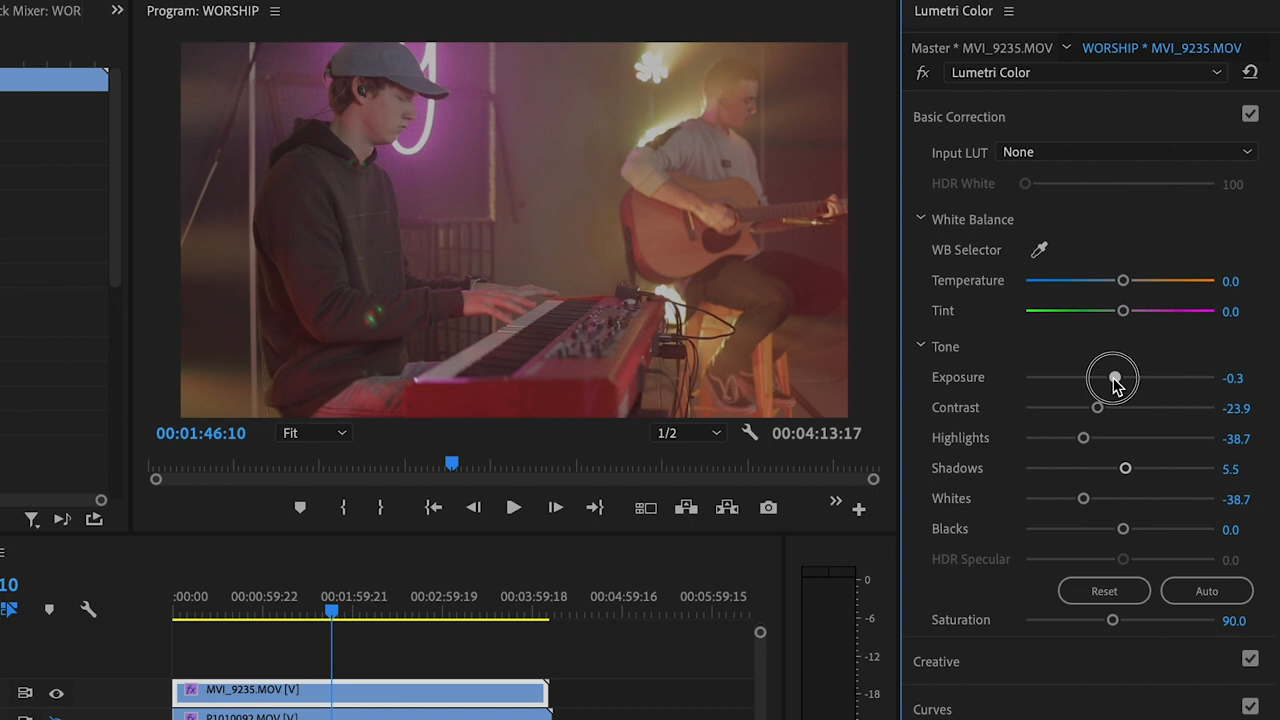 ck Mixer: WOR
Program: WORSHIP
00:01:46:10
Fit
1/2
00:04:13:17
10
:00:00
00:00:59:22
00:01:59:21
00:02:59:19
00:03:59:18
00:04:59:16
00:05:59:15
fx MVI_9235.MOV [V]
P1010092.MOV [V]
0
-6
-12
-18
Lumetri Color
Master * MVI_9235.MOV
WORSHIP * MVI_9235.MOV
fx Lumetri Color
Basic Correction
Input LUT None
HDR White 100
White Balance
WB Selector
Temperature 0.0
Tint 0.0
Tone
Exposure -0.3
Contrast -23.9
Highlights -38.7
Shadows 5.5
Whites -38.7
Blacks 0.0
HDR Specular 0.0
Reset Auto
Saturation 90.0
Creative
Curves